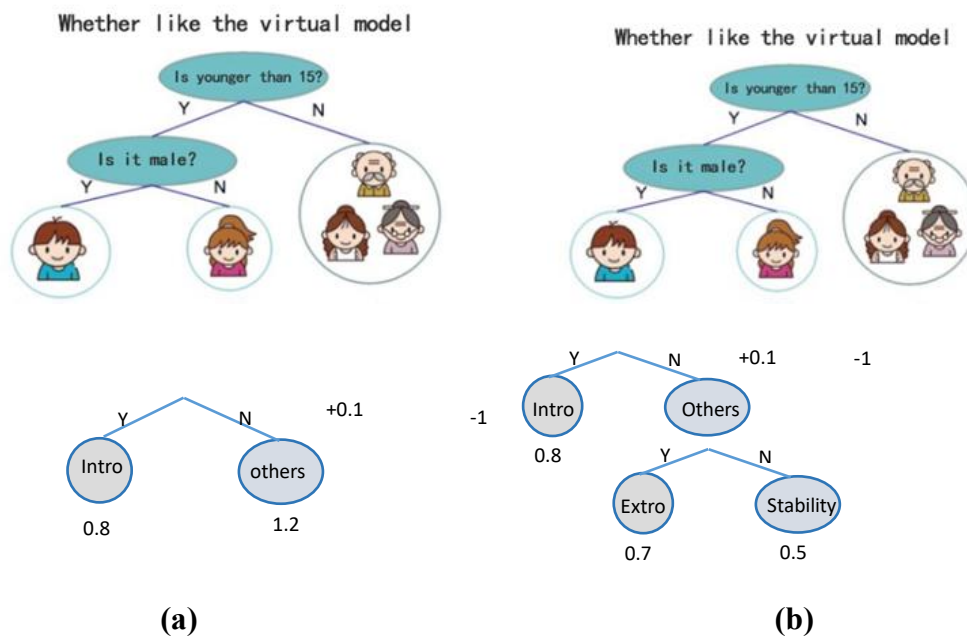 Whether like the virtual model
Is younger than 15?
Y
N
Is it male?
Y
N
Y
N
+0.1
-1
Intro
others
0.8
1.2
(a)
Whether like the virtual model
Is younger than 15?
Y
N
Is it male?
Y
N
Y
N
+0.1
-1
Intro
Others
0.8
Y
N
Extro
Stability
0.7
0.5
(b)